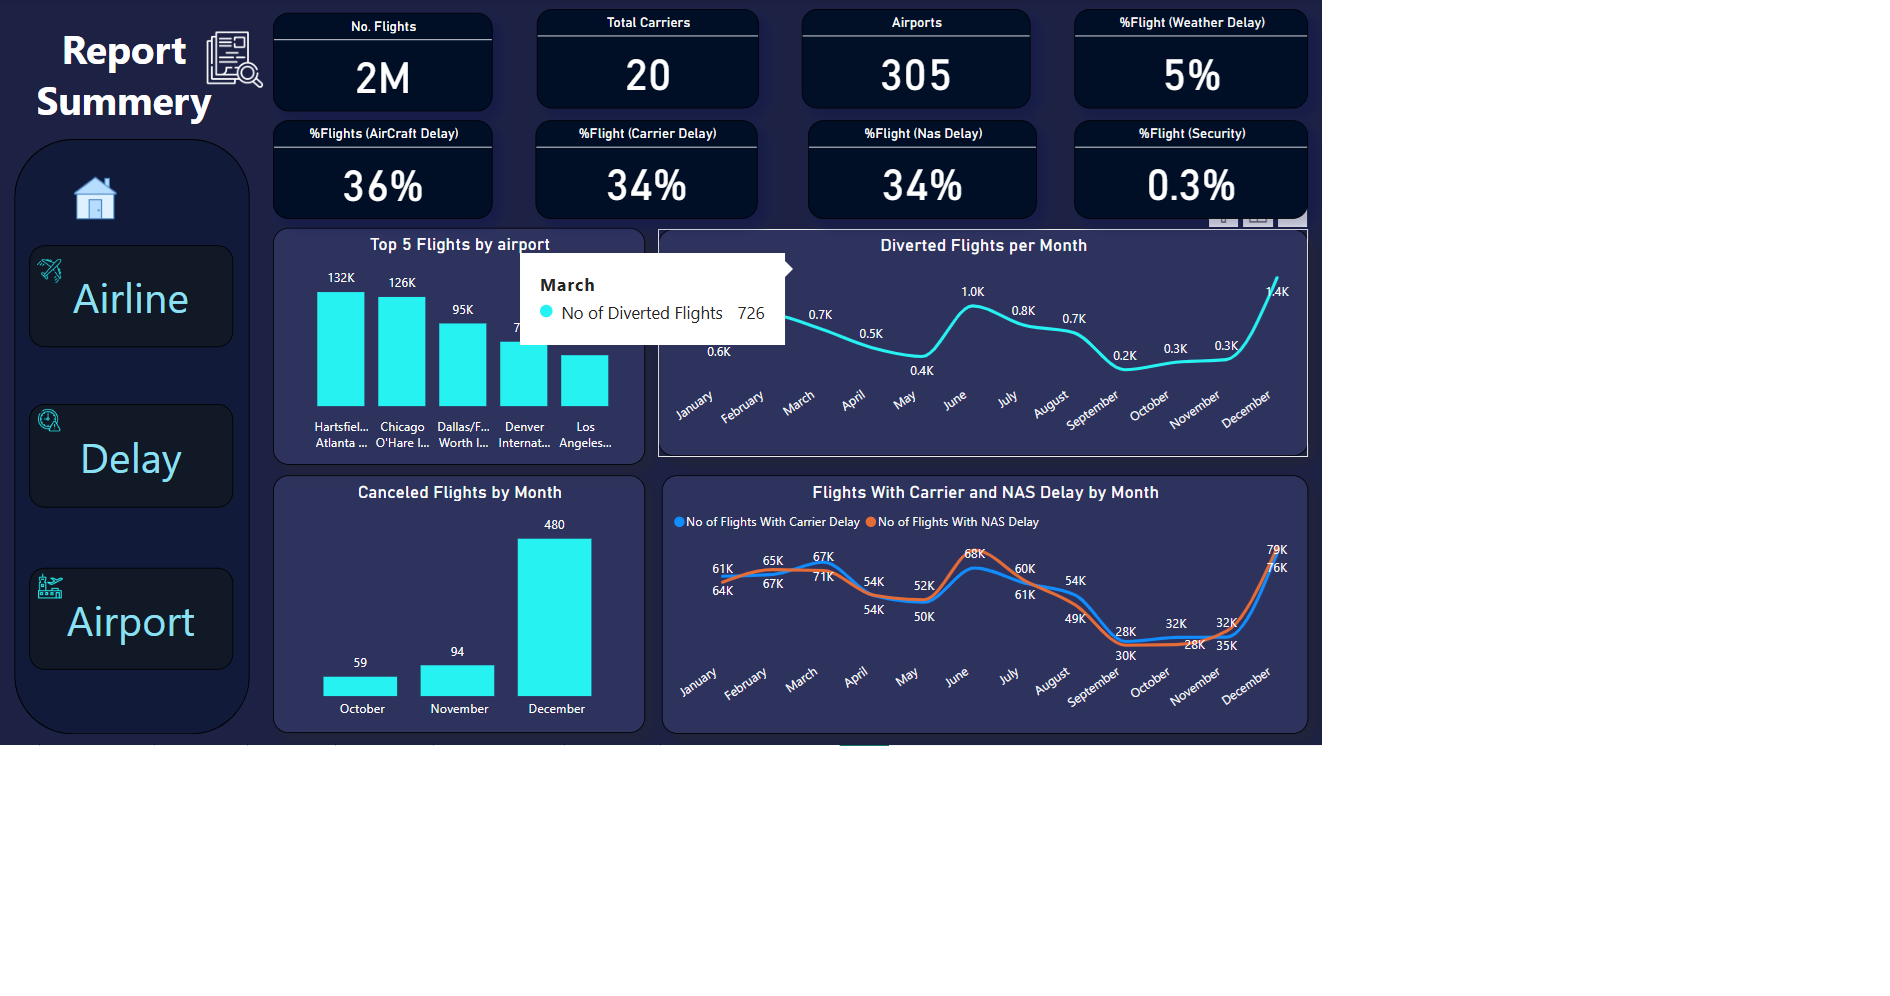 Report
Summery
No. Flights
2M
Total Carriers
20
Airports
305
%Flight (Weather Delay)
5%
%Flights (AirCraft Delay)
36%
%Flight (Carrier Delay)
34%
%Flight (Nas Delay)
34%
%Flight (Security)
0.3%
Airline
Delay
Airport
Top 5 Flights by airport
132K
126K
95K
Hartsfiel...
Atlanta ...
Chicago
O'Hare I...
Dallas/F...
Worth I...
Denver
Internat...
Los
Angeles...
March
No of Diverted Flights 726
Diverted Flights per Month
0.6K
0.7K
0.5K
0.4K
1.0K
0.8K
0.7K
0.2K
0.3K
0.3K
1.4K
January
February
March
April
May
June
July
August
September
October
November
December
Canceled Flights by Month
59
94
480
October
November
December
Flights With Carrier and NAS Delay by Month
No of Flights With Carrier Delay
No of Flights With NAS Delay
61K
64K
65K
67K
67K
71K
54K
54K
52K
50K
68K
60K
61K
54K
49K
28K
30K
32K
28K
32K
35K
79K
76K
January
February
March
April
May
June
July
August
September
October
November
December